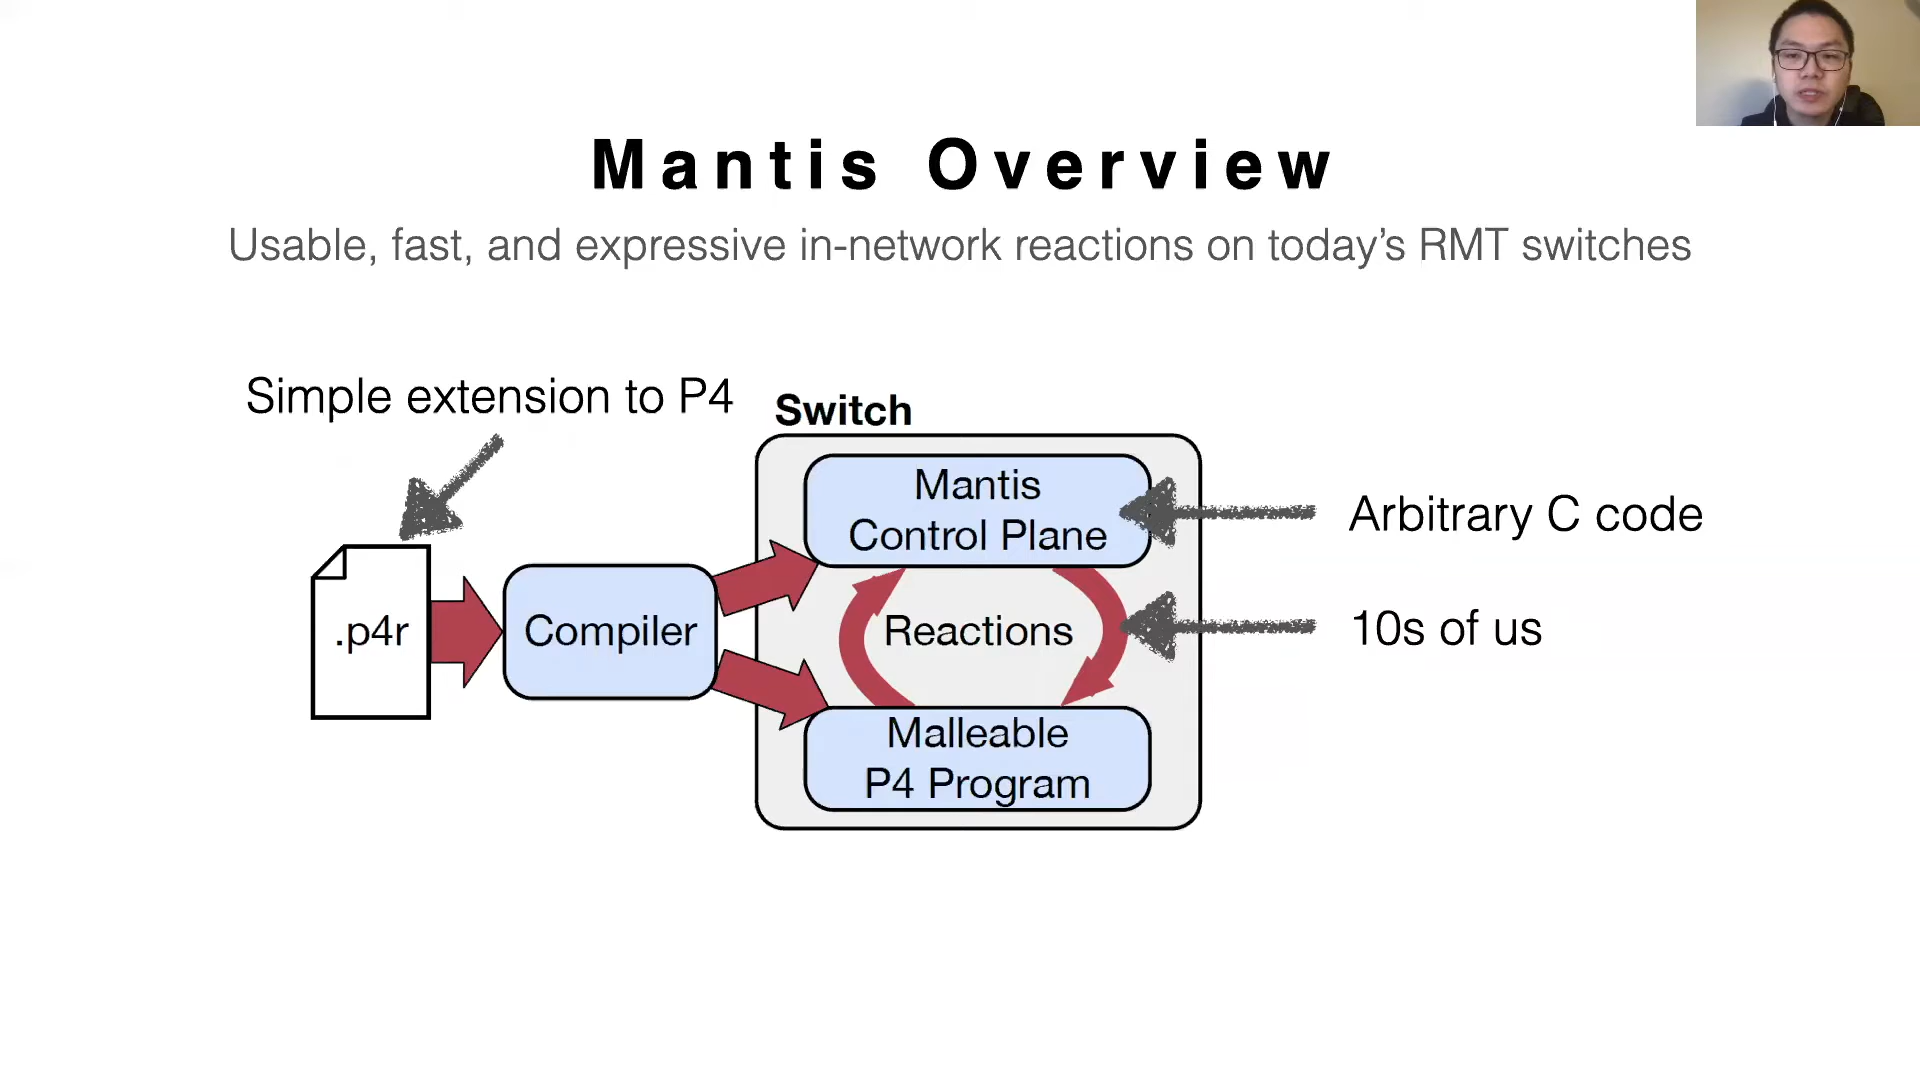 Mantis Overview
Usable, fast, and expressive in-network reactions on today's RMT switches
Simple extension to P4
Switch
Mantis
Control Plane
Arbitrary C code
.p4r
Compiler
Reactions
10s of us
Malleable
P4 Program